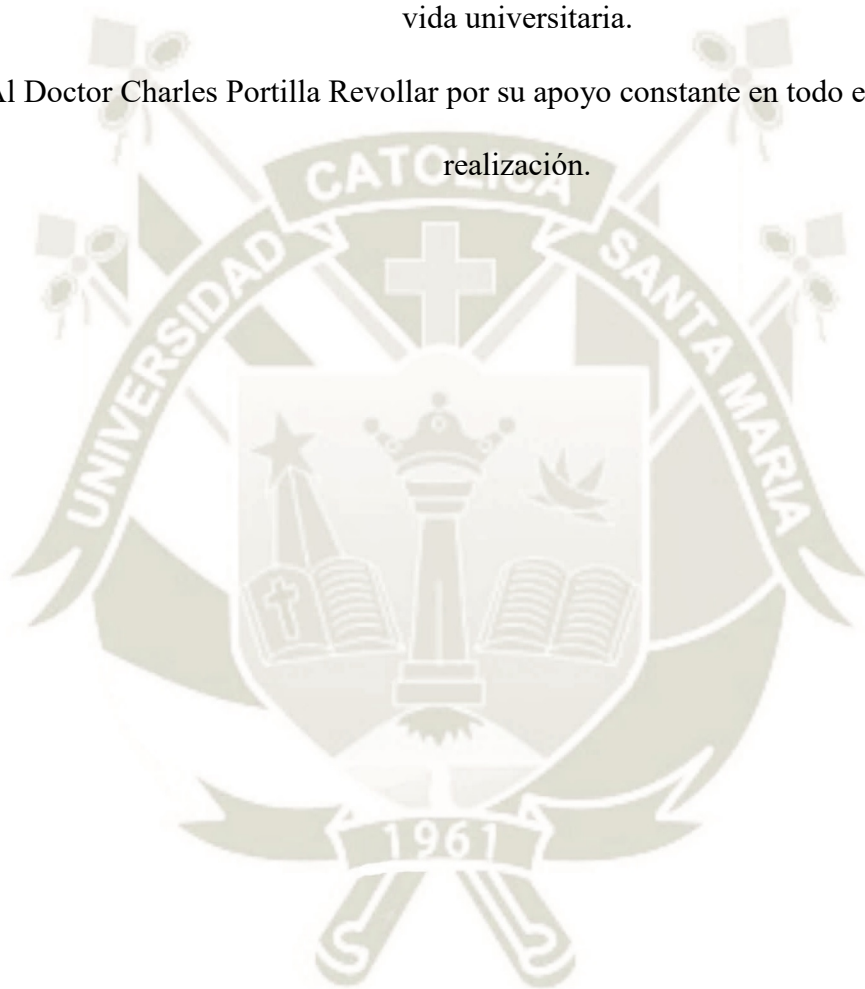 vida universitaria.
Al Doctor Charles Portilla Revollar por su apoyo constante en todo e
realización.
CATOLICA
UNIVERSIDAD
SANTA MARIA
1961